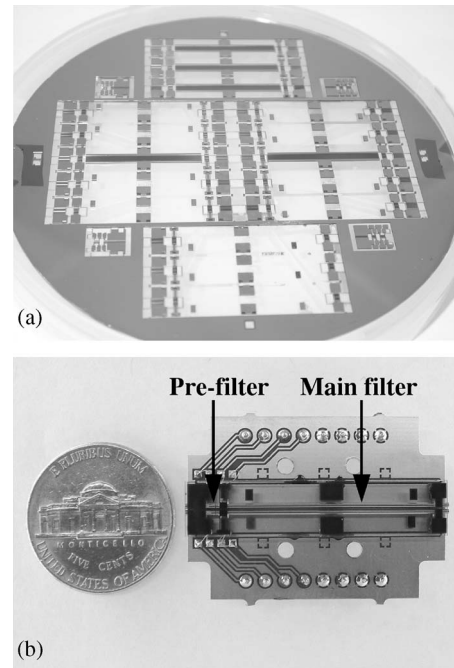 (a)
Pre-filter Main filter
E PLURIBUS UNUM
MONTICELLO
FIVE CENTS
UNITED STATES OF AMERICA
(b)